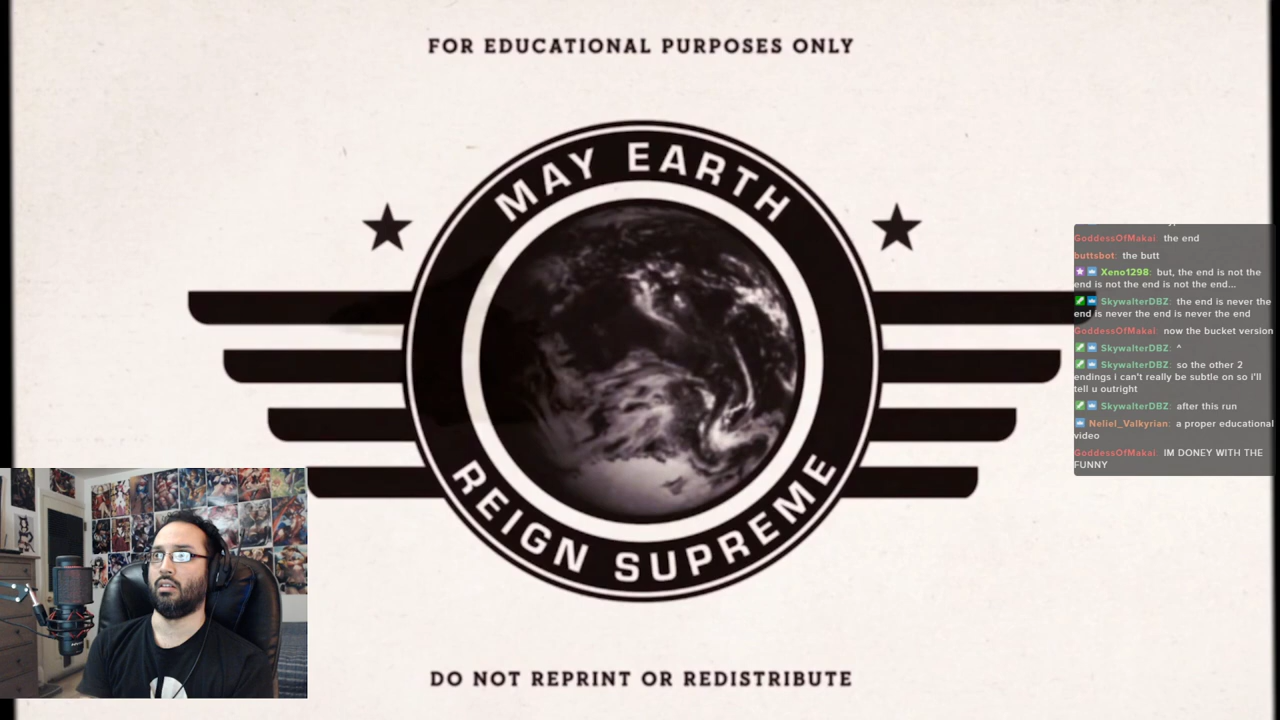 FOR EDUCATIONAL PURPOSES ONLY
MAY EARTH
REIGN SUPREME
DO NOT REPRINT OR REDISTRIBUTE
GoddessOfMakai: the end
buttsbot: the butt
Xeno1298: but, the end is not the
end is not the end is not the end...
SkywalterDBZ: the end is never the
end is never the end is never the end
GoddessOfMakai: now the bucket version
SkywalterDBZ: ^
SkywalterDBZ: so the other 2
endings i can't really be subtle on so i'll
tell u outright
SkywalterDBZ: after this run
Neliel_Valkyrian: a proper educational
video
GoddessOfMakai: IM DONEY WITH THE
FUNNY